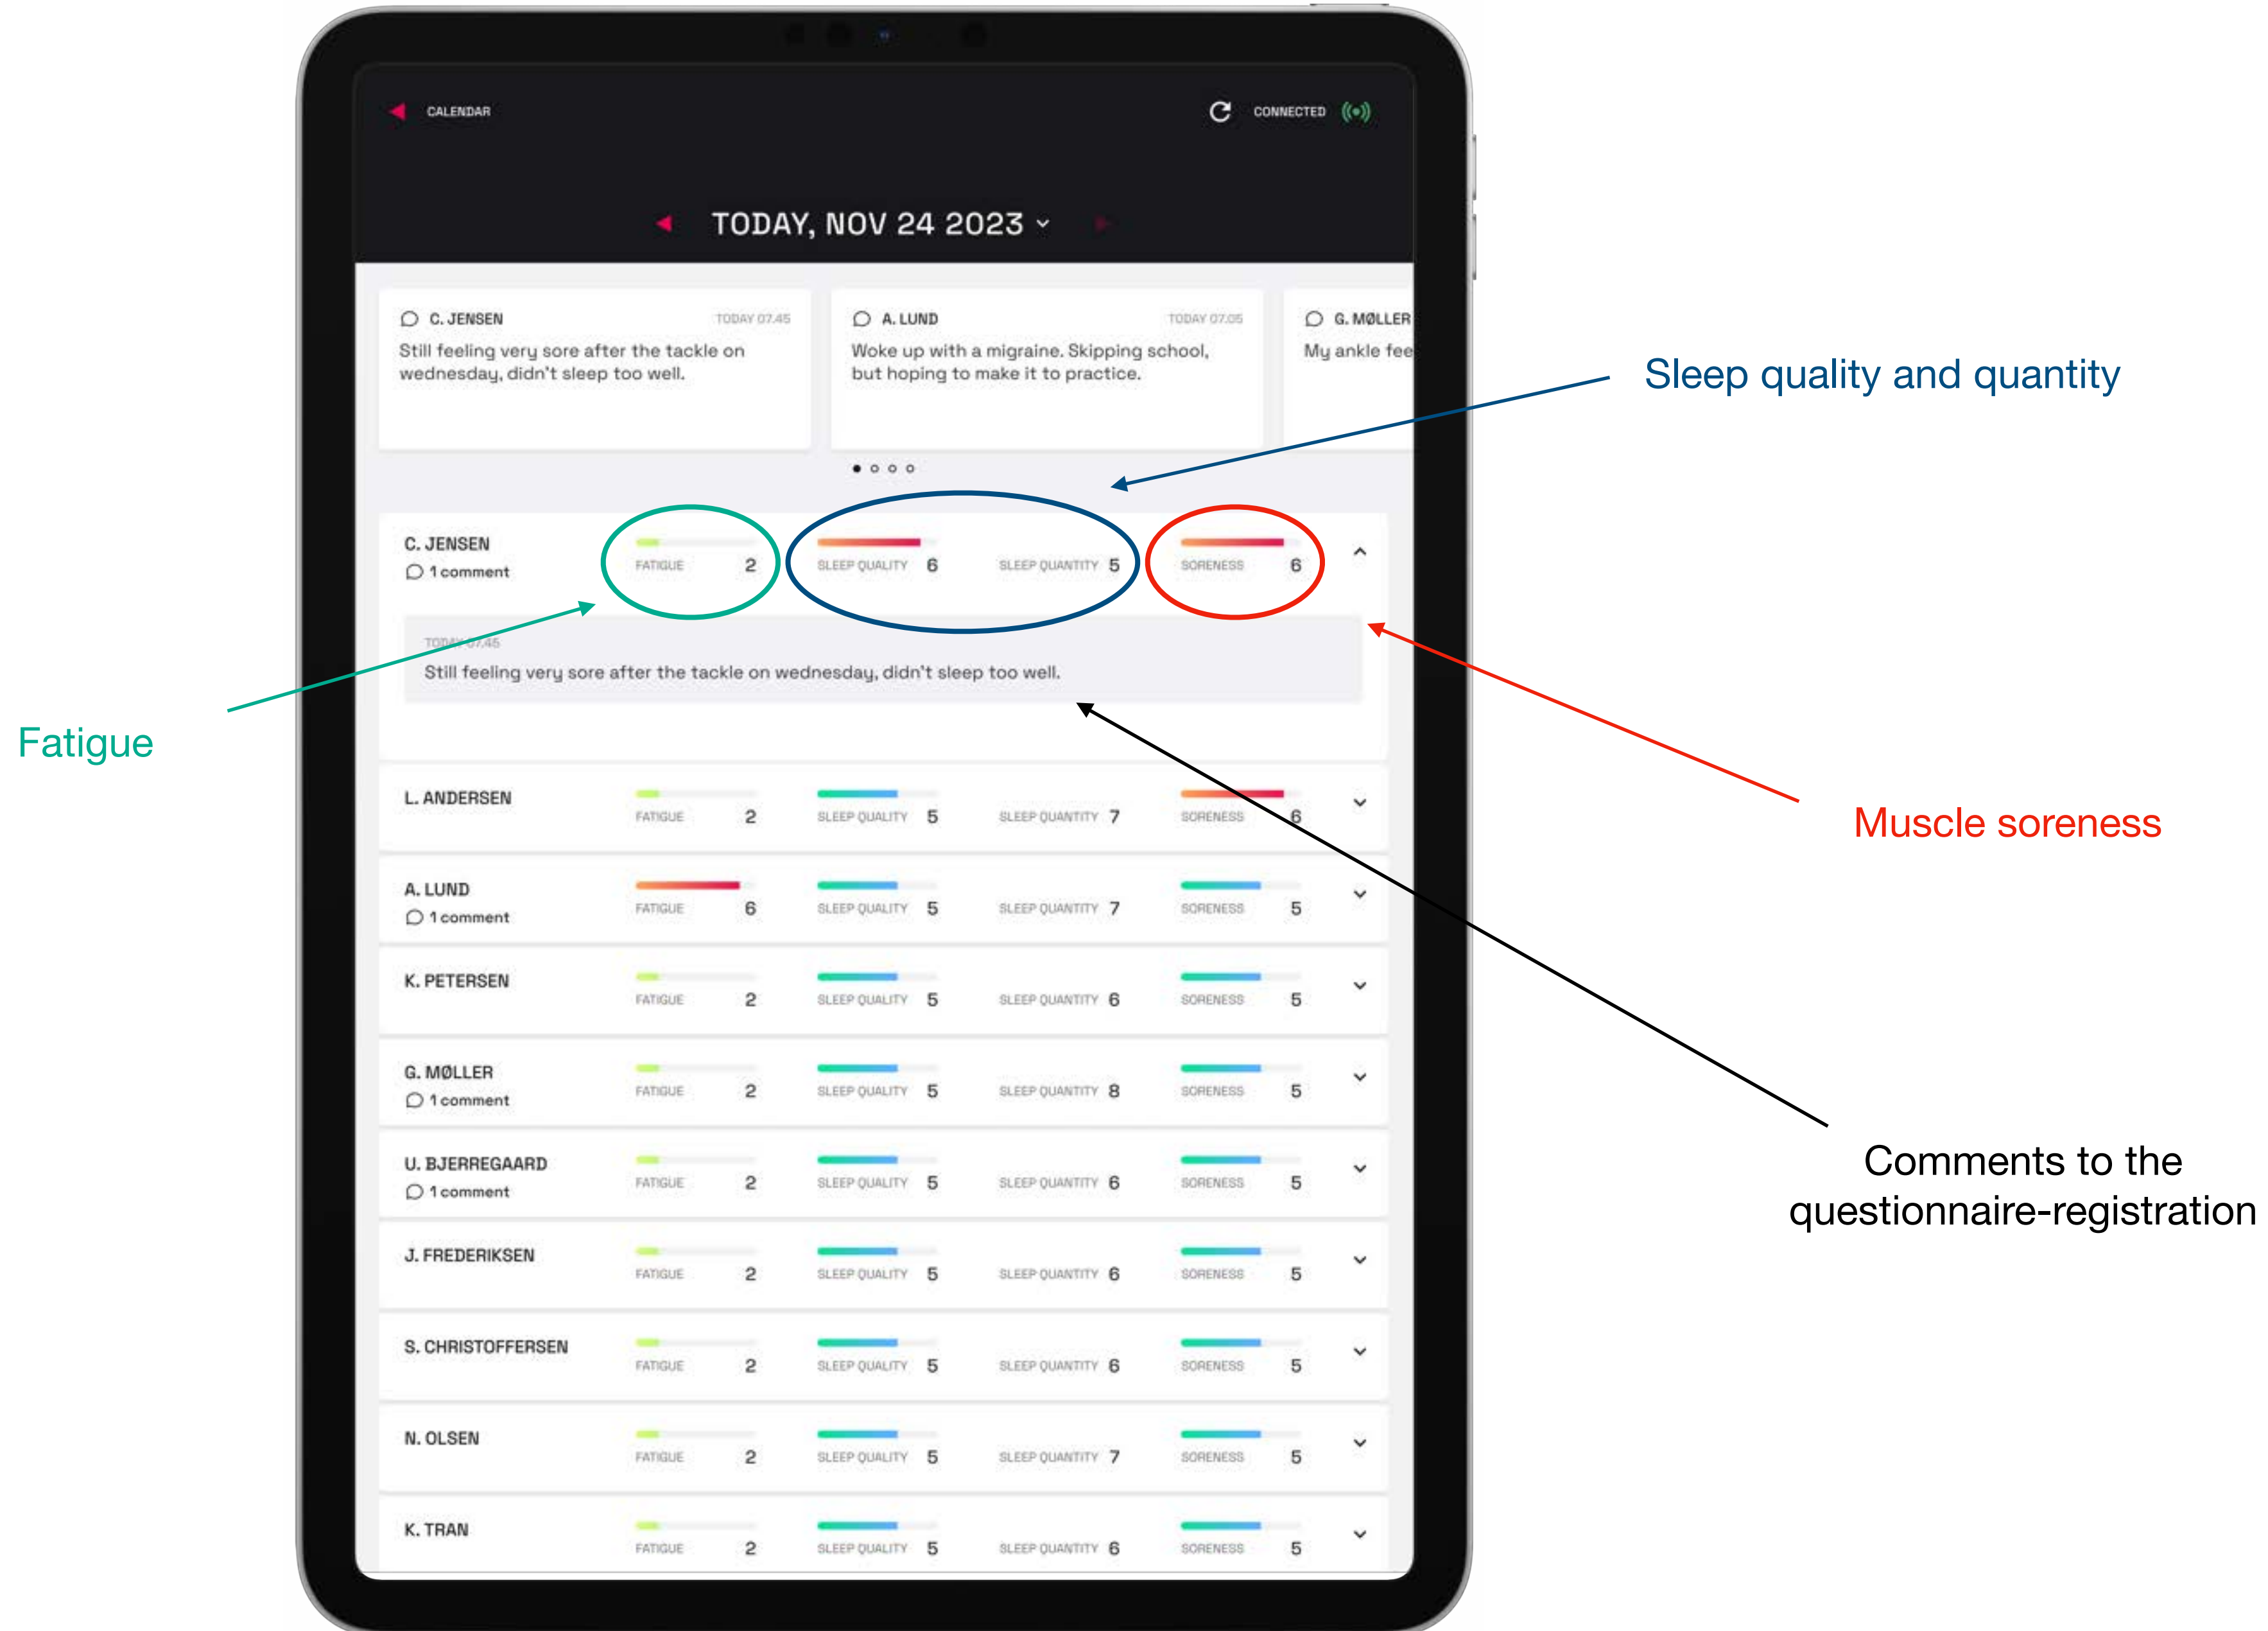 CALENDAR
CONNECTED
TODAY, NOV 24 2023
C. JENSEN TODAY 07.45
Still feeling very sore after the tackle on
wednesday, didn't sleep too well.
A. LUND TODAY 07.05
Woke up with a migraine. Skipping school,
but hoping to make it to practice.
G. MØLLER
My ankle fee
Sleep quality and quantity
C. JENSEN
1 comment
FATIGUE 2 SLEEP QUALITY 6 SLEEP QUANTITY 5 SORENESS 6
TODAY 07.45
Still feeling very sore after the tackle on wednesday, didn't sleep too well.
Fatigue
L. ANDERSEN
FATIGUE 2 SLEEP QUALITY 5 SLEEP QUANTITY 7 SORENESS 6
Muscle soreness
A. LUND
1 comment
FATIGUE 6 SLEEP QUALITY 5 SLEEP QUANTITY 7 SORENESS 5
K. PETERSEN
FATIGUE 2 SLEEP QUALITY 5 SLEEP QUANTITY 6 SORENESS 5
G. MØLLER
1 comment
FATIGUE 2 SLEEP QUALITY 5 SLEEP QUANTITY 8 SORENESS 5
Comments to the
questionnaire-registration
U. BJERREGAARD
1 comment
FATIGUE 2 SLEEP QUALITY 5 SLEEP QUANTITY 6 SORENESS 5
J. FREDERIKSEN
FATIGUE 2 SLEEP QUALITY 5 SLEEP QUANTITY 6 SORENESS 5
S. CHRISTOFFERSEN
FATIGUE 2 SLEEP QUALITY 5 SLEEP QUANTITY 6 SORENESS 5
N. OLSEN
FATIGUE 2 SLEEP QUALITY 5 SLEEP QUANTITY 7 SORENESS 5
K. TRAN
FATIGUE 2 SLEEP QUALITY 5 SLEEP QUANTITY 6 SORENESS 5